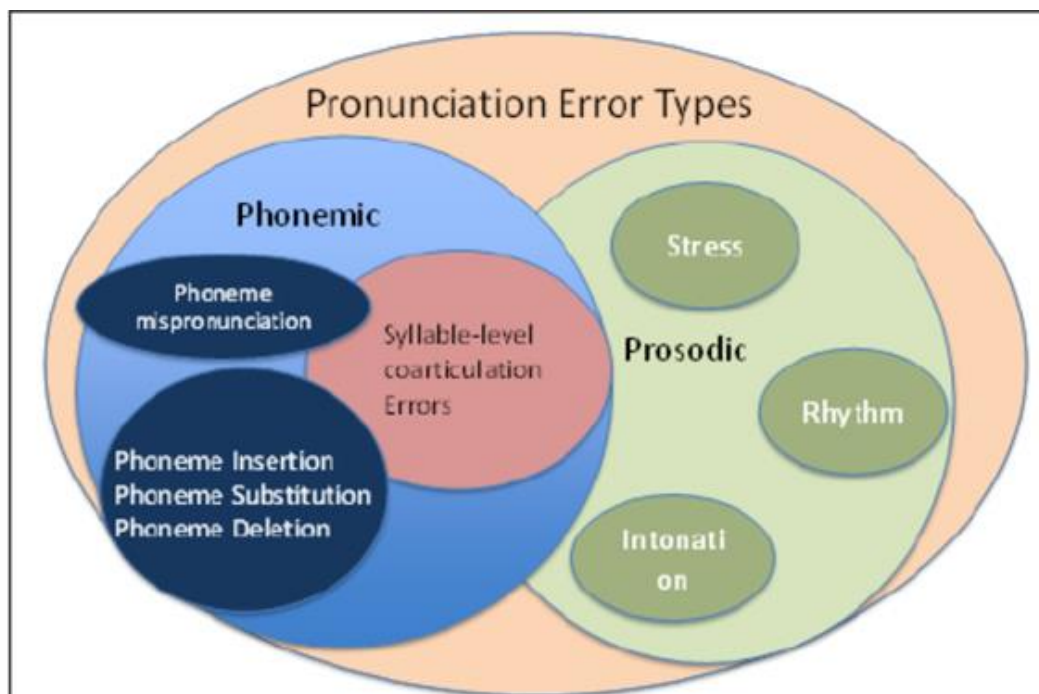 Pronunciation Error Types
Phonemic
Phoneme
mispronunciation
Syllable-level
coarticulation
Errors
Phoneme Insertion
Phoneme Substitution
Phoneme Deletion
Stress
Prosodic
Rhythm
Intonati
on